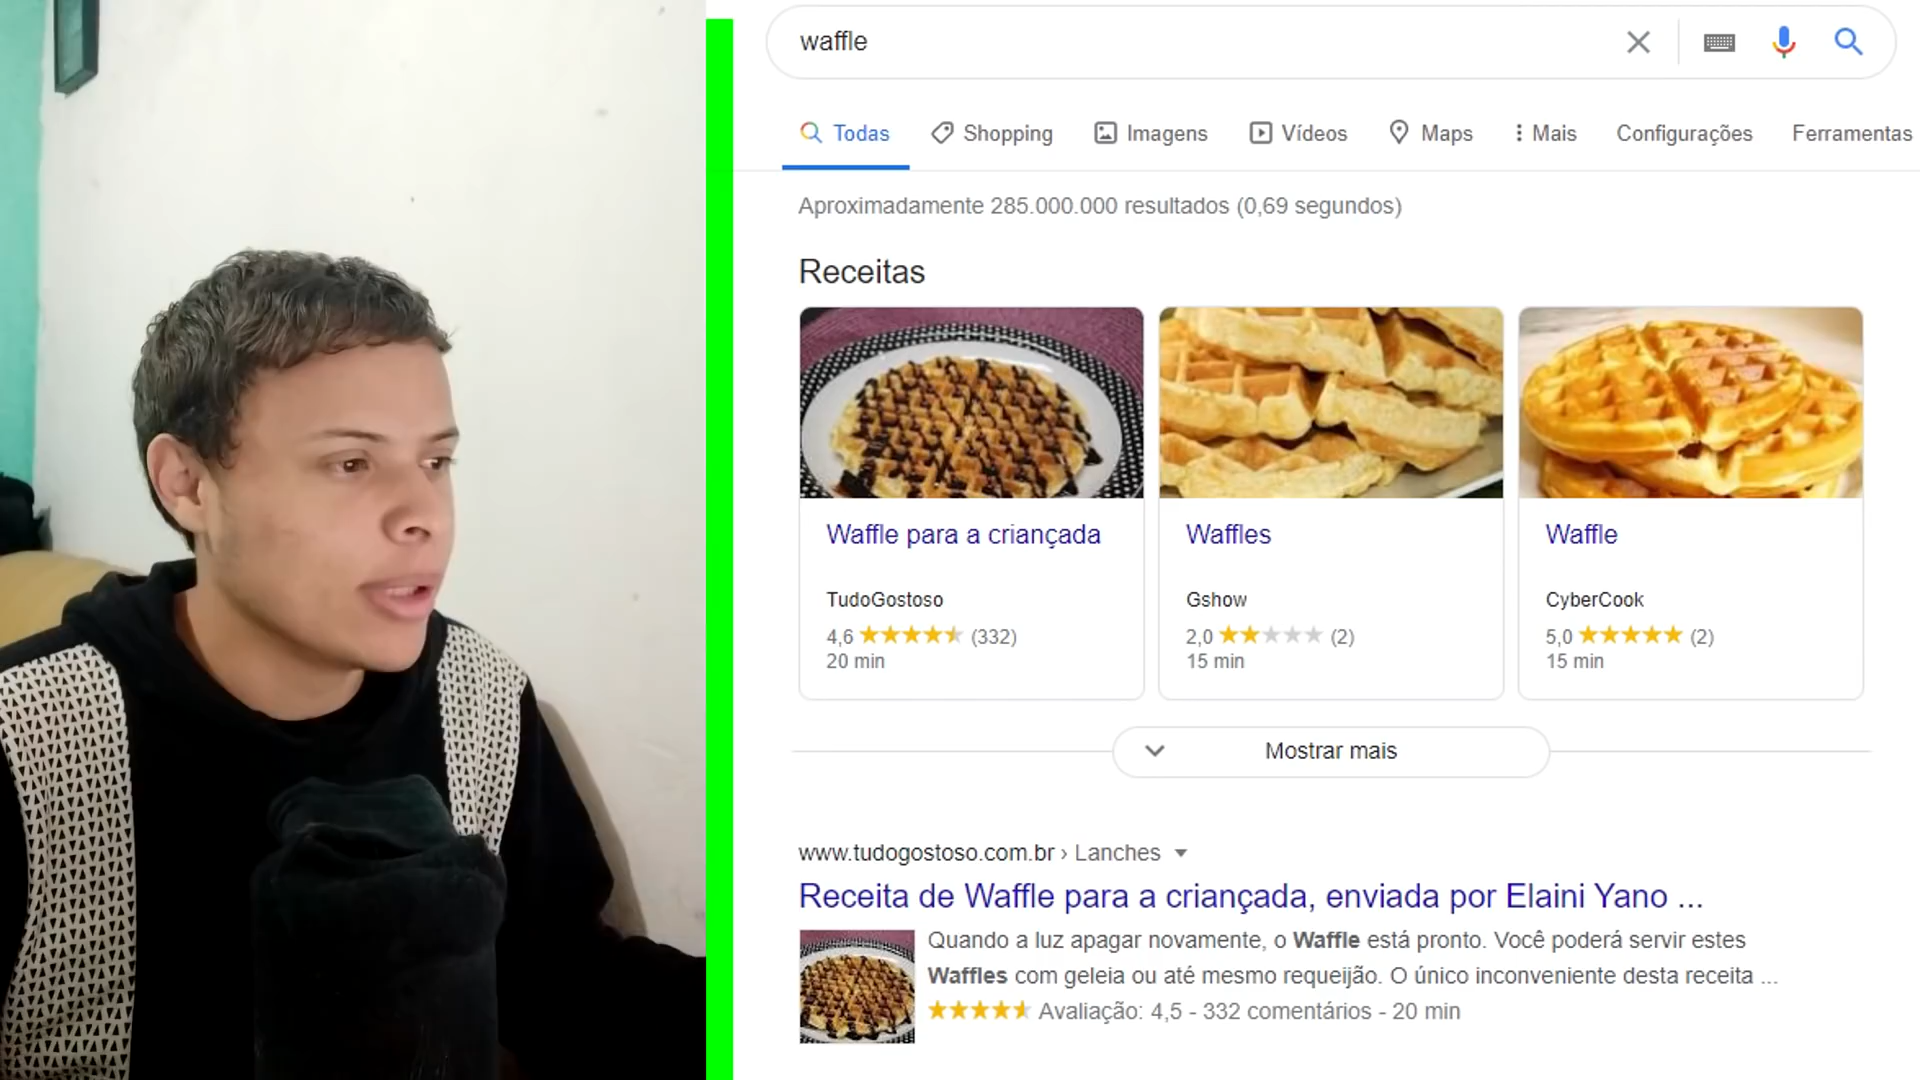 waffle
Todas Shopping Imagens Vídeos Maps Mais Configurações Ferramentas
Aproximadamente 285.000.000 resultados (0,69 segundos)
Receitas
Waffle para a criançada
TudoGostoso
4,6 (332)
20 min
Waffles
Gshow
2,0 (2)
15 min
Waffle
CyberCook
5,0 (2)
15 min
Mostrar mais
www.tudogostoso.com.br › Lanches
Receita de Waffle para a criançada, enviada por Elaini Yano ...
Quando a luz apagar novamente, o Waffle está pronto. Você poderá servir estes
Waffles com geleia ou até mesmo requeijão. O único inconveniente desta receita ...
Avaliação: 4,5 - 332 comentários - 20 min